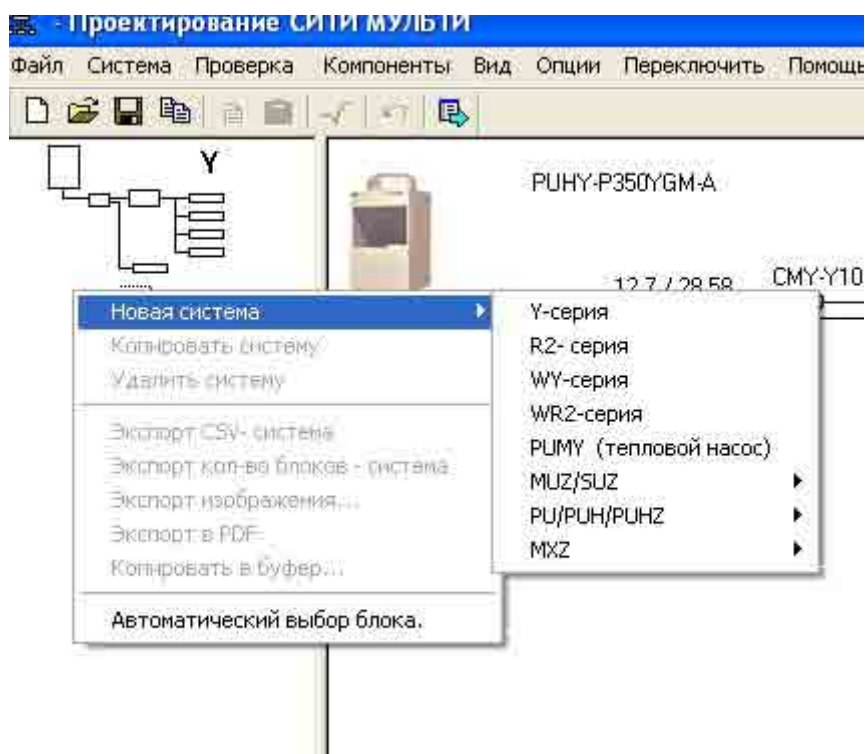 - Проектирование СИТИ МУЛЬТИ
Файл Система Проверка Компоненты Вид Опции Переключить Помощь
Y
PUHY-P350YGM-A
12.7 / 28.58 CMY-Y10
Новая система
Копировать систему
Удалить систему
Экспорт CSV- система
Экспорт кол-во блоков - система
Экспорт изображения...
Экспорт в PDF
Копировать в буфер...
Автоматический выбор блока.
Y-серия
R2- серия
WY-серия
WR2-серия
PUMY (тепловой насос)
MUZ/SUZ
PU/PUH/PUHZ
MXZ